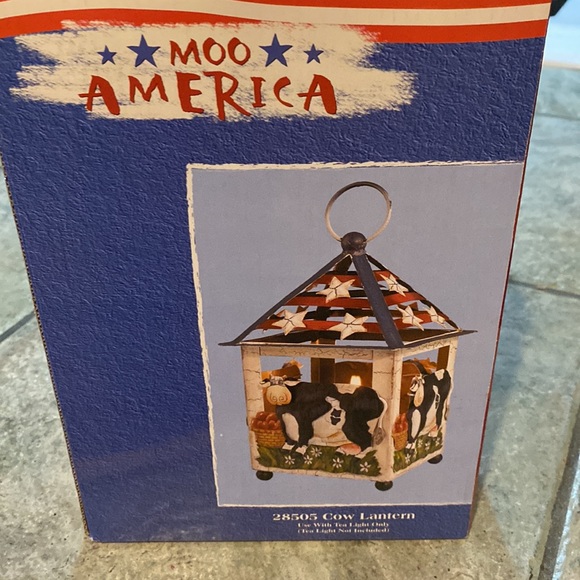 MOO
AMERICA
28505 Cow Lantern
Use With Tea Light Only
(Tea Light Not Included)